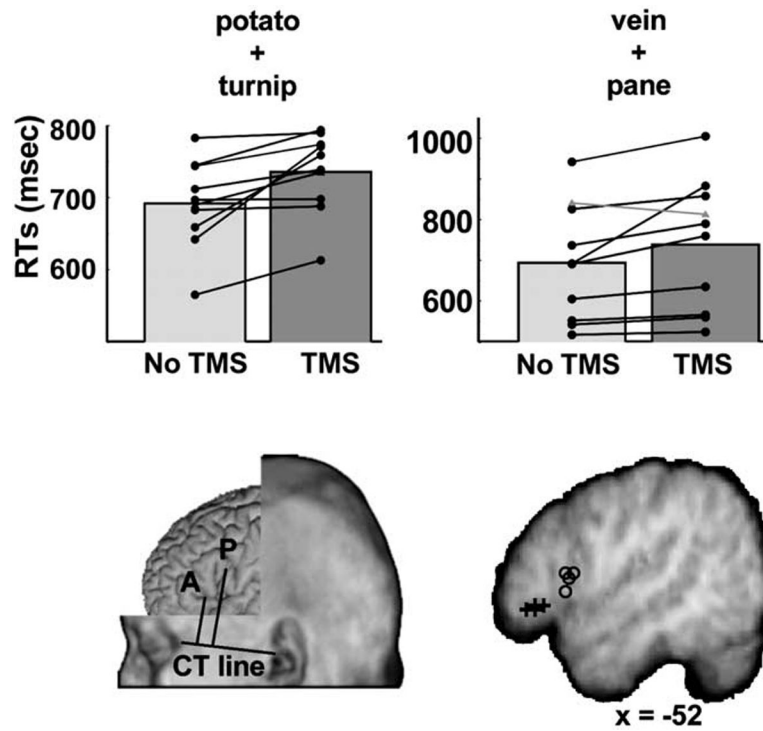 potato
+
turnip
vein
+
pane
RTs (msec)
800
700
600
No TMS
TMS
1000
800
600
No TMS
TMS
P
A
CT line
x = -52